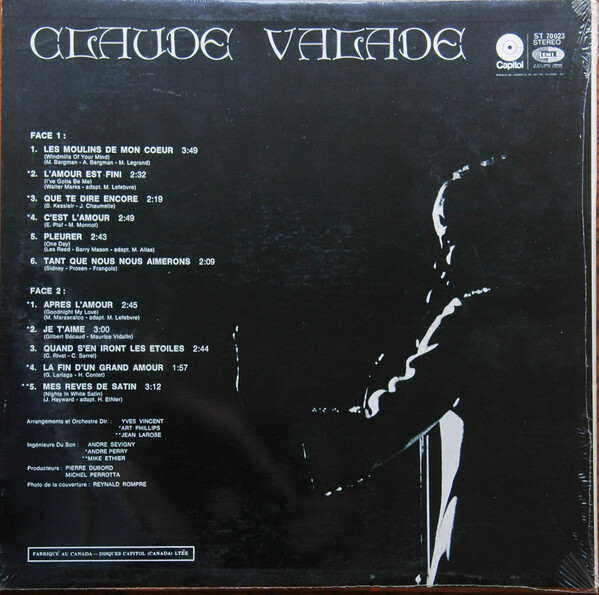 CLAUDE VALADE
Capitol
ST 70023
STEREO
EMI
FACE 1 :
1. LES MOULINS DE MON COEUR 3:49
(Windmills Of Your Mind)
(M. Bergman - A. Bergman - M. Legrand)
*2. L'AMOUR EST FINI 2:32
(I've Gotta Be Me)
(Walter Marks - adapt. M. Lefebvre)
*3. QUE TE DIRE ENCORE 2:19
(B. Kesslair - J. Chaumelle)
*4. C'EST L'AMOUR 2:49
(E. Piaf - M. Monnot)
5. PLEURER 2:43
(One Day)
(Les Reed - Barry Mason - adapt. M. Alias)
6. TANT QUE NOUS NOUS AIMERONS 2:09
(Sidney - Prosen - François)
FACE 2 :
*1. APRES L'AMOUR 2:45
(Goodnight My Love)
(M. Marascalco - adapt. M. Lefebvre)
*2. JE T'AIME 3:00
(Gilbert Bécaud - Maurice Vidalin)
3. QUAND S'EN IRONT LES ETOILES 2:44
(C. Rivat - C. Sarrel)
*4. LA FIN D'UN GRAND AMOUR 1:57
(G. Lartaga - H. Contet)
**5. MES REVES DE SATIN 3:12
(Nights in White Satin)
(J. Hayward - adapt. H. Ethier)
Arrangements et Orchestre Dir. : YVES VINCENT
*ART PHILLIPS
**JEAN LAROSE
Ingénieurs Du Son : ANDRE SEVIGNY
*ANDRE PERRY
**MIKE ETHIER
Producteurs : PIERRE DUBORD
MICHEL PERROTTA
Photo de la couverture : REYNALD ROMPRE
FABRIQUÉ AU CANADA — DISQUES CAPITOL (CANADA) LTÉE